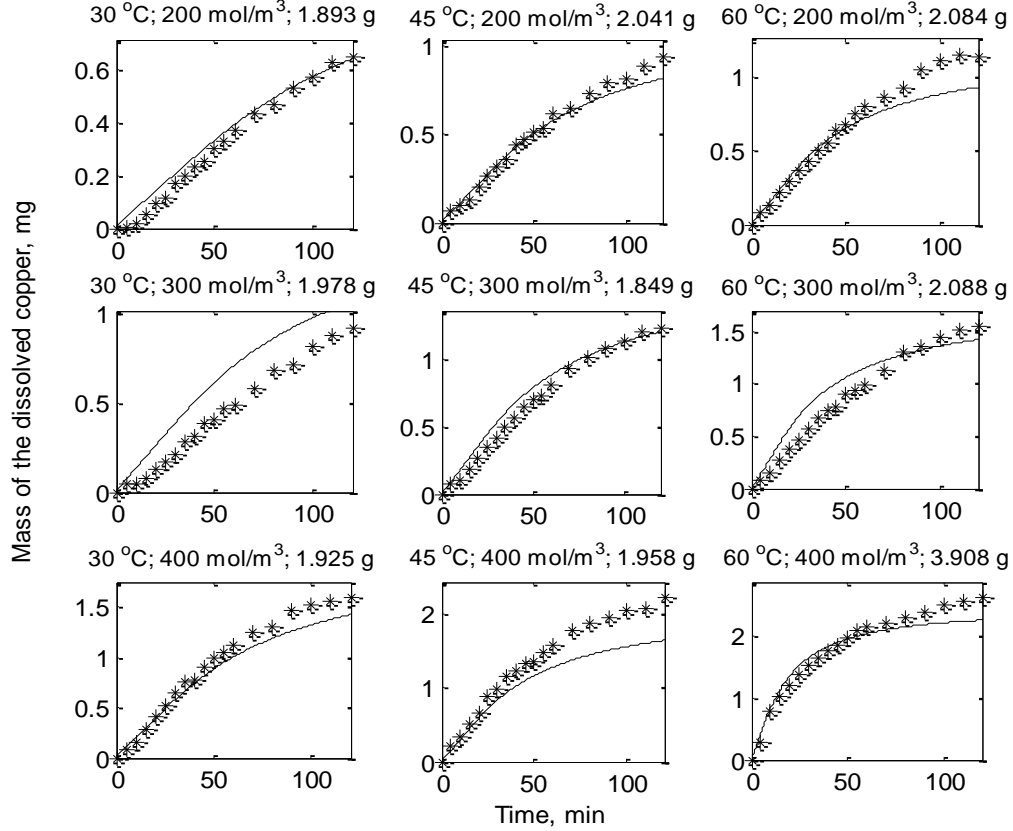 30 °C; 200 mol/m³; 1.893 g
45 °C; 200 mol/m³; 2.041 g
60 °C; 200 mol/m³; 2.084 g
0.6
0.4
0.2
0
0 50 100
1
0.5
0
0 50 100
1
0.5
0
0 50 100
30 °C; 300 mol/m³; 1.978 g
45 °C; 300 mol/m³; 1.849 g
60 °C; 300 mol/m³; 2.088 g
1
0.5
0
0 50 100
1
0.5
0
0 50 100
1.5
1
0.5
0
0 50 100
30 °C; 400 mol/m³; 1.925 g
45 °C; 400 mol/m³; 1.958 g
60 °C; 400 mol/m³; 3.908 g
1.5
1
0.5
0
0 50 100
2
1
0
0 50 100
2
1
0
0 50 100
Mass of the dissolved copper, mg
Time, min